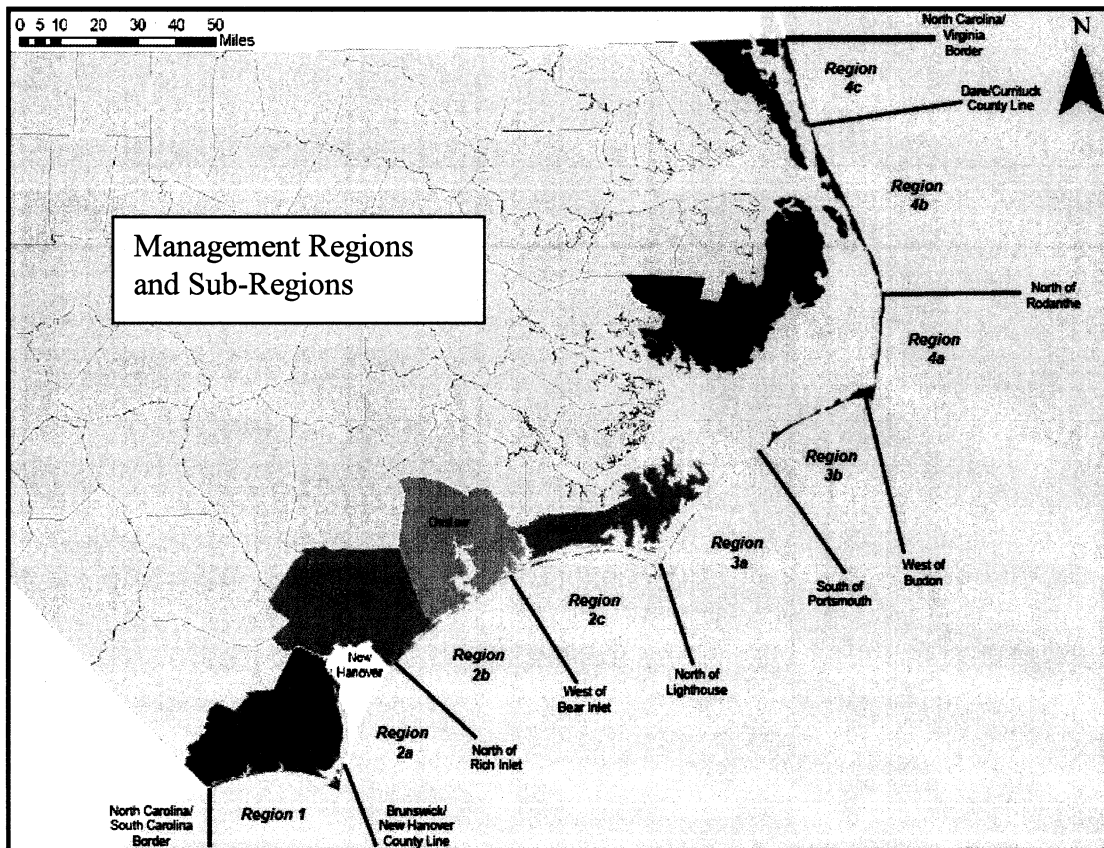 0 5 10 20 30 40 50
Miles
North Carolina/
Virginia
Border
N
Region
4c
Dare/Currituck
County Line
Region
4b
Management Regions
and Sub-Regions
North of
Rodanthe
Region
4a
Region
3b
Onslow
Region
3a
West of
Buxton
South of
Portsmouth
Region
2c
New
Hanover
Region
2b
North of
Lighthouse
West of
Bear Inlet
Region
2a
North of
Rich Inlet
North Carolina/
South Carolina
Border
Region 1
Brunswick/
New Hanover
County Line